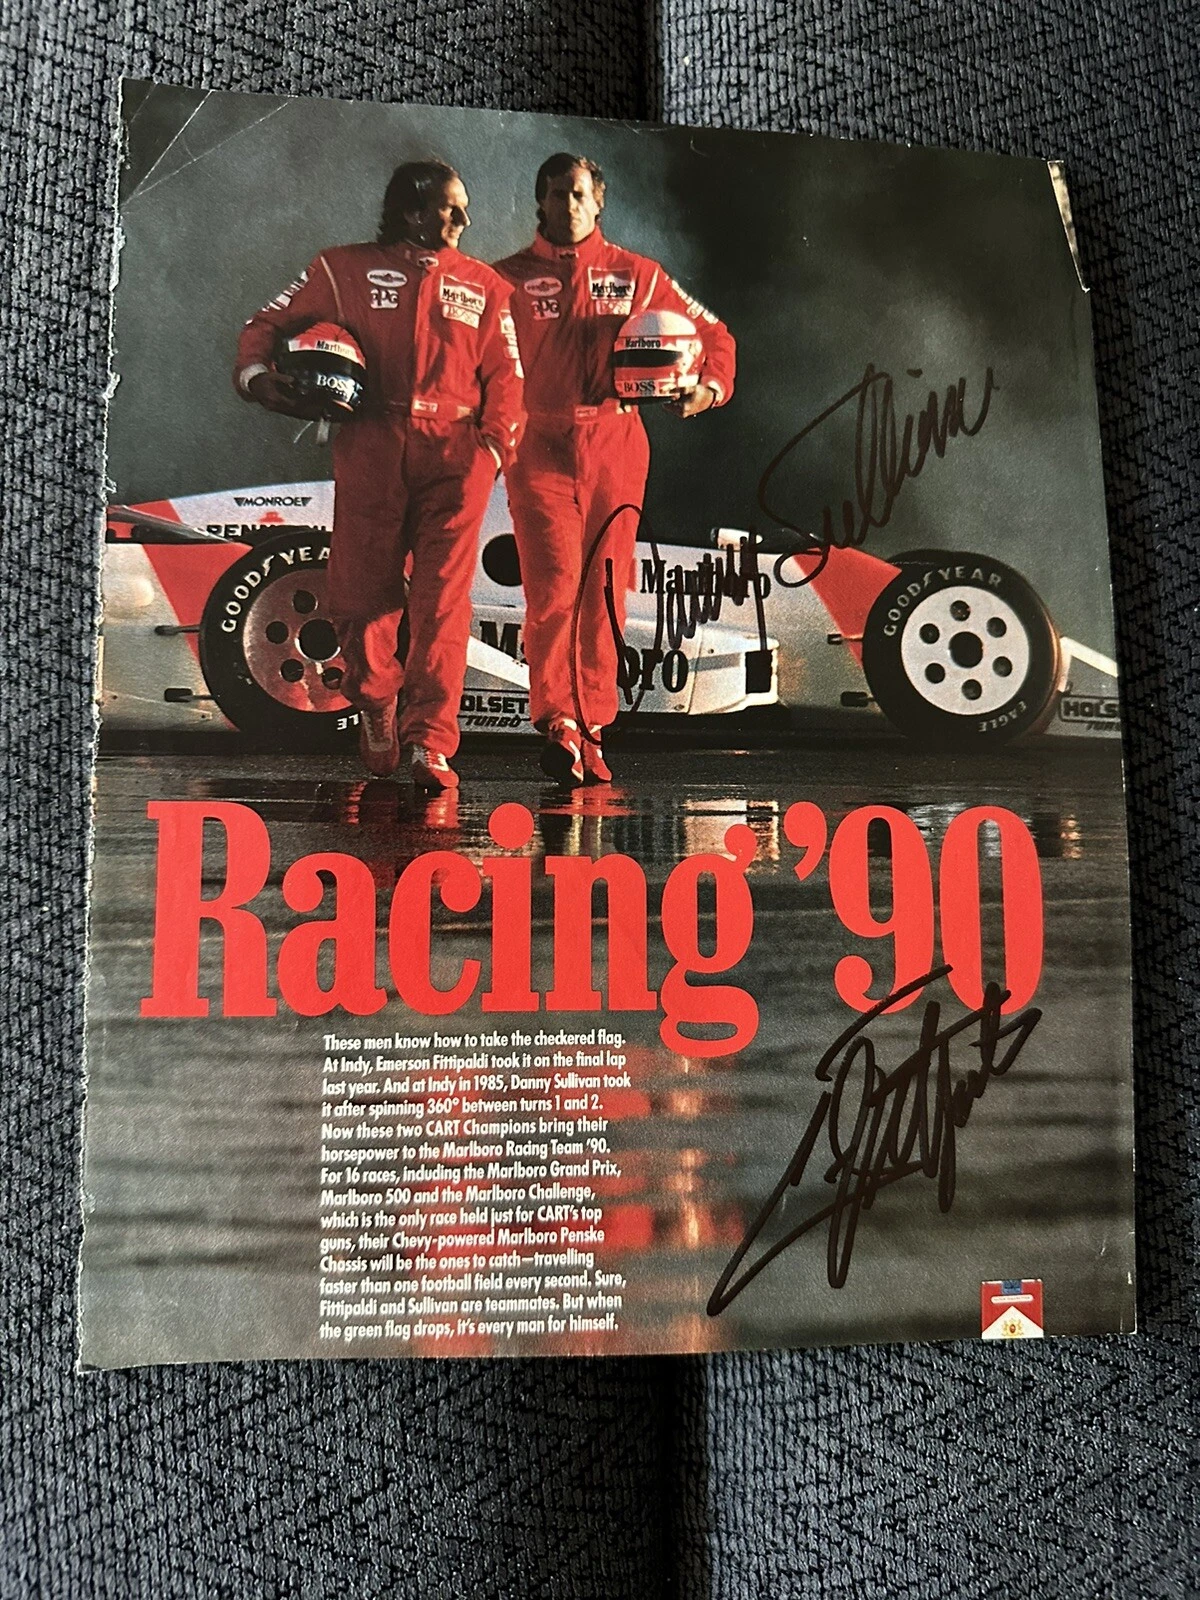 Marlboro
PPG
Marlboro
BOSS
PPG
Marlboro
BOSS
Marlboro
BOSS
Marlboro
BOSS
Danny Sullivan
MONROE
GOODYEAR
Marlboro
GOODYEAR
EAGLE
HOLSET
TURBO
Racing '90
These men know how to take the checkered flag.
At Indy, Emerson Fittipaldi took it on the final lap
last year. And at Indy in 1985, Danny Sullivan took
it after spinning 360° between turns 1 and 2.
Now these two CART Champions bring their
horsepower to the Marlboro Racing Team '90.
For 16 races, including the Marlboro Grand Prix,
Marlboro 500 and the Marlboro Challenge,
which is the only race held just for CART's top
guns, their Chevy-powered Marlboro Penske
Chassis will be the ones to catch—travelling
faster than one football field every second. Sure,
Fittipaldi and Sullivan are teammates. But when
the green flag drops, it's every man for himself.